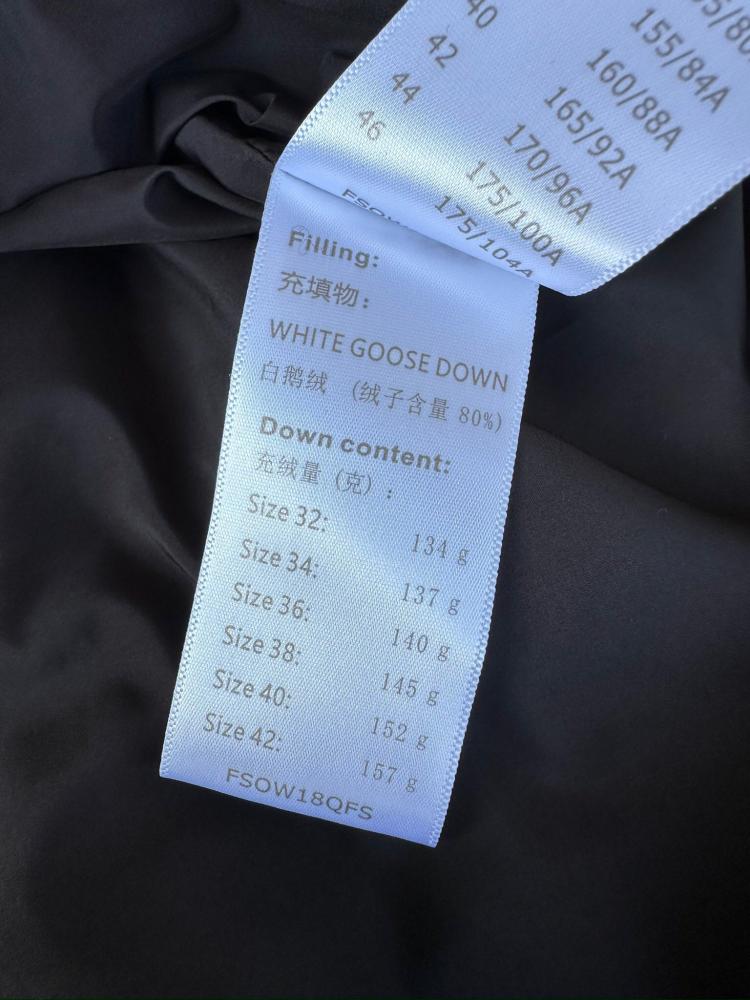 40
42
44
46
155/84A
160/88A
165/92A
170/96A
175/100A
175/104A
Filling:
充填物：
WHITE GOOSE DOWN
白鹅绒 （绒子含量 80%）
Down content:
充绒量（克）：
Size 32: 134 g
Size 34: 137 g
Size 36: 140 g
Size 38: 145 g
Size 40: 152 g
Size 42: 157 g
FSOW18QFS